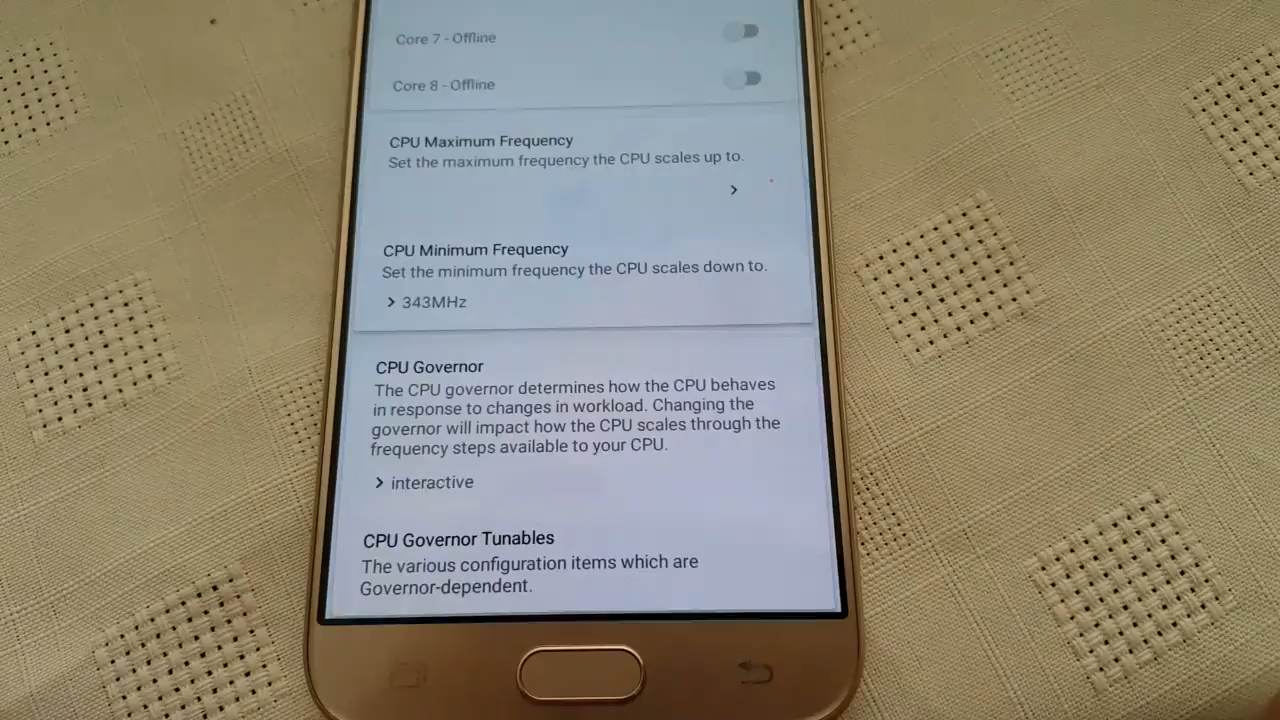 Core 7 - Offline
Core 8 - Offline
CPU Maximum Frequency
Set the maximum frequency the CPU scales up to.
CPU Minimum Frequency
Set the minimum frequency the CPU scales down to.
343MHz
CPU Governor
The CPU governor determines how the CPU behaves
in response to changes in workload. Changing the
governor will impact how the CPU scales through the
frequency steps available to your CPU.
interactive
CPU Governor Tunables
The various configuration items which are
Governor-dependent.